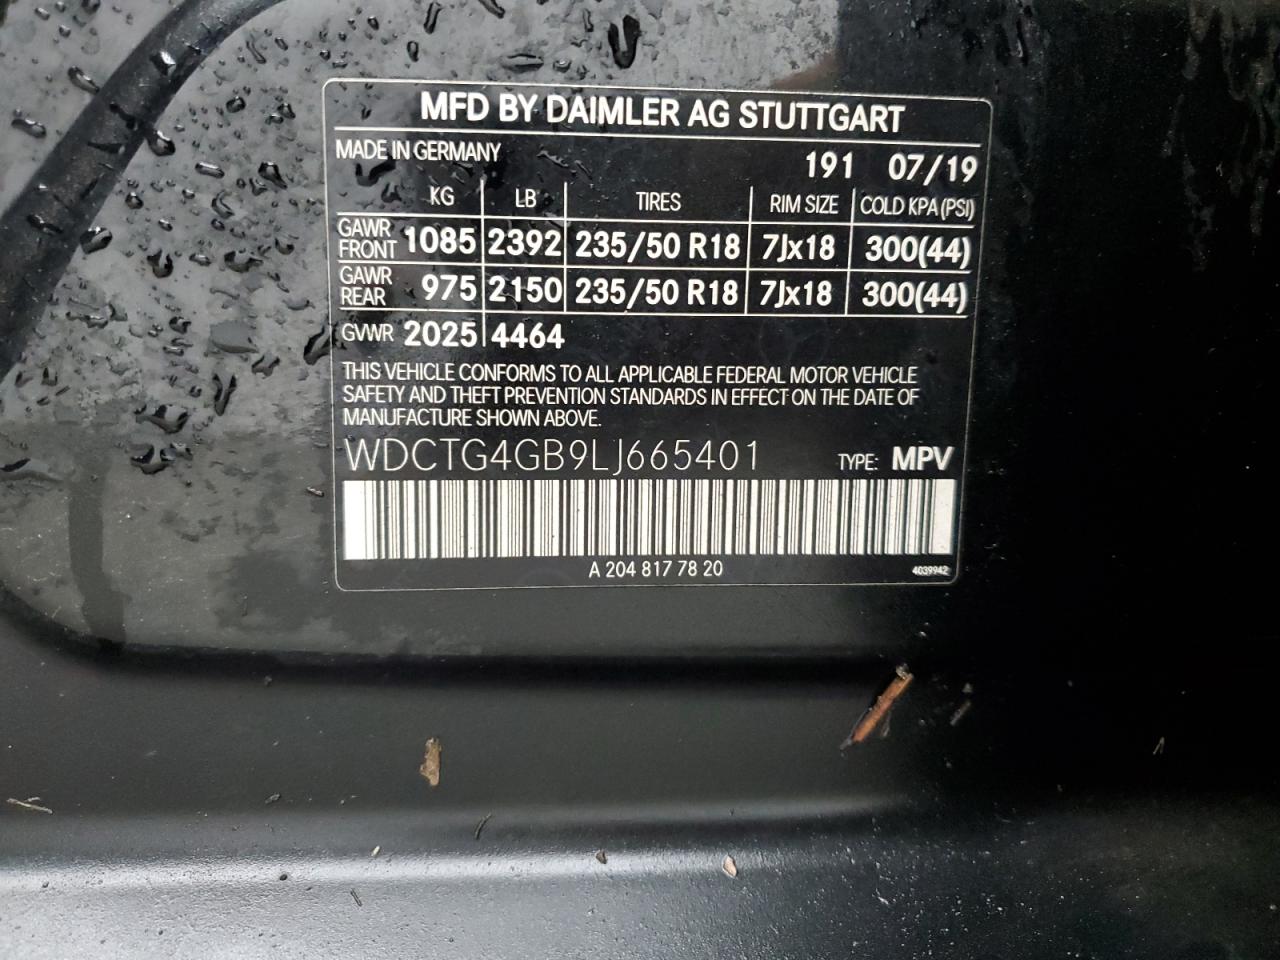 MFD BY DAIMLER AG STUTTGART
MADE IN GERMANY 191 07/19
KG LB TIRES RIM SIZE COLD KPA (PSI)
GAWR FRONT 1085 2392 235/50 R18 7Jx18 300(44)
GAWR REAR 975 2150 235/50 R18 7Jx18 300(44)
GVWR 2025 4464
THIS VEHICLE CONFORMS TO ALL APPLICABLE FEDERAL MOTOR VEHICLE
SAFETY AND THEFT PREVENTION STANDARDS IN EFFECT ON THE DATE OF
MANUFACTURE SHOWN ABOVE.
WDCTG4GB9LJ665401 TYPE: MPV
A 204 817 78 20 4039942